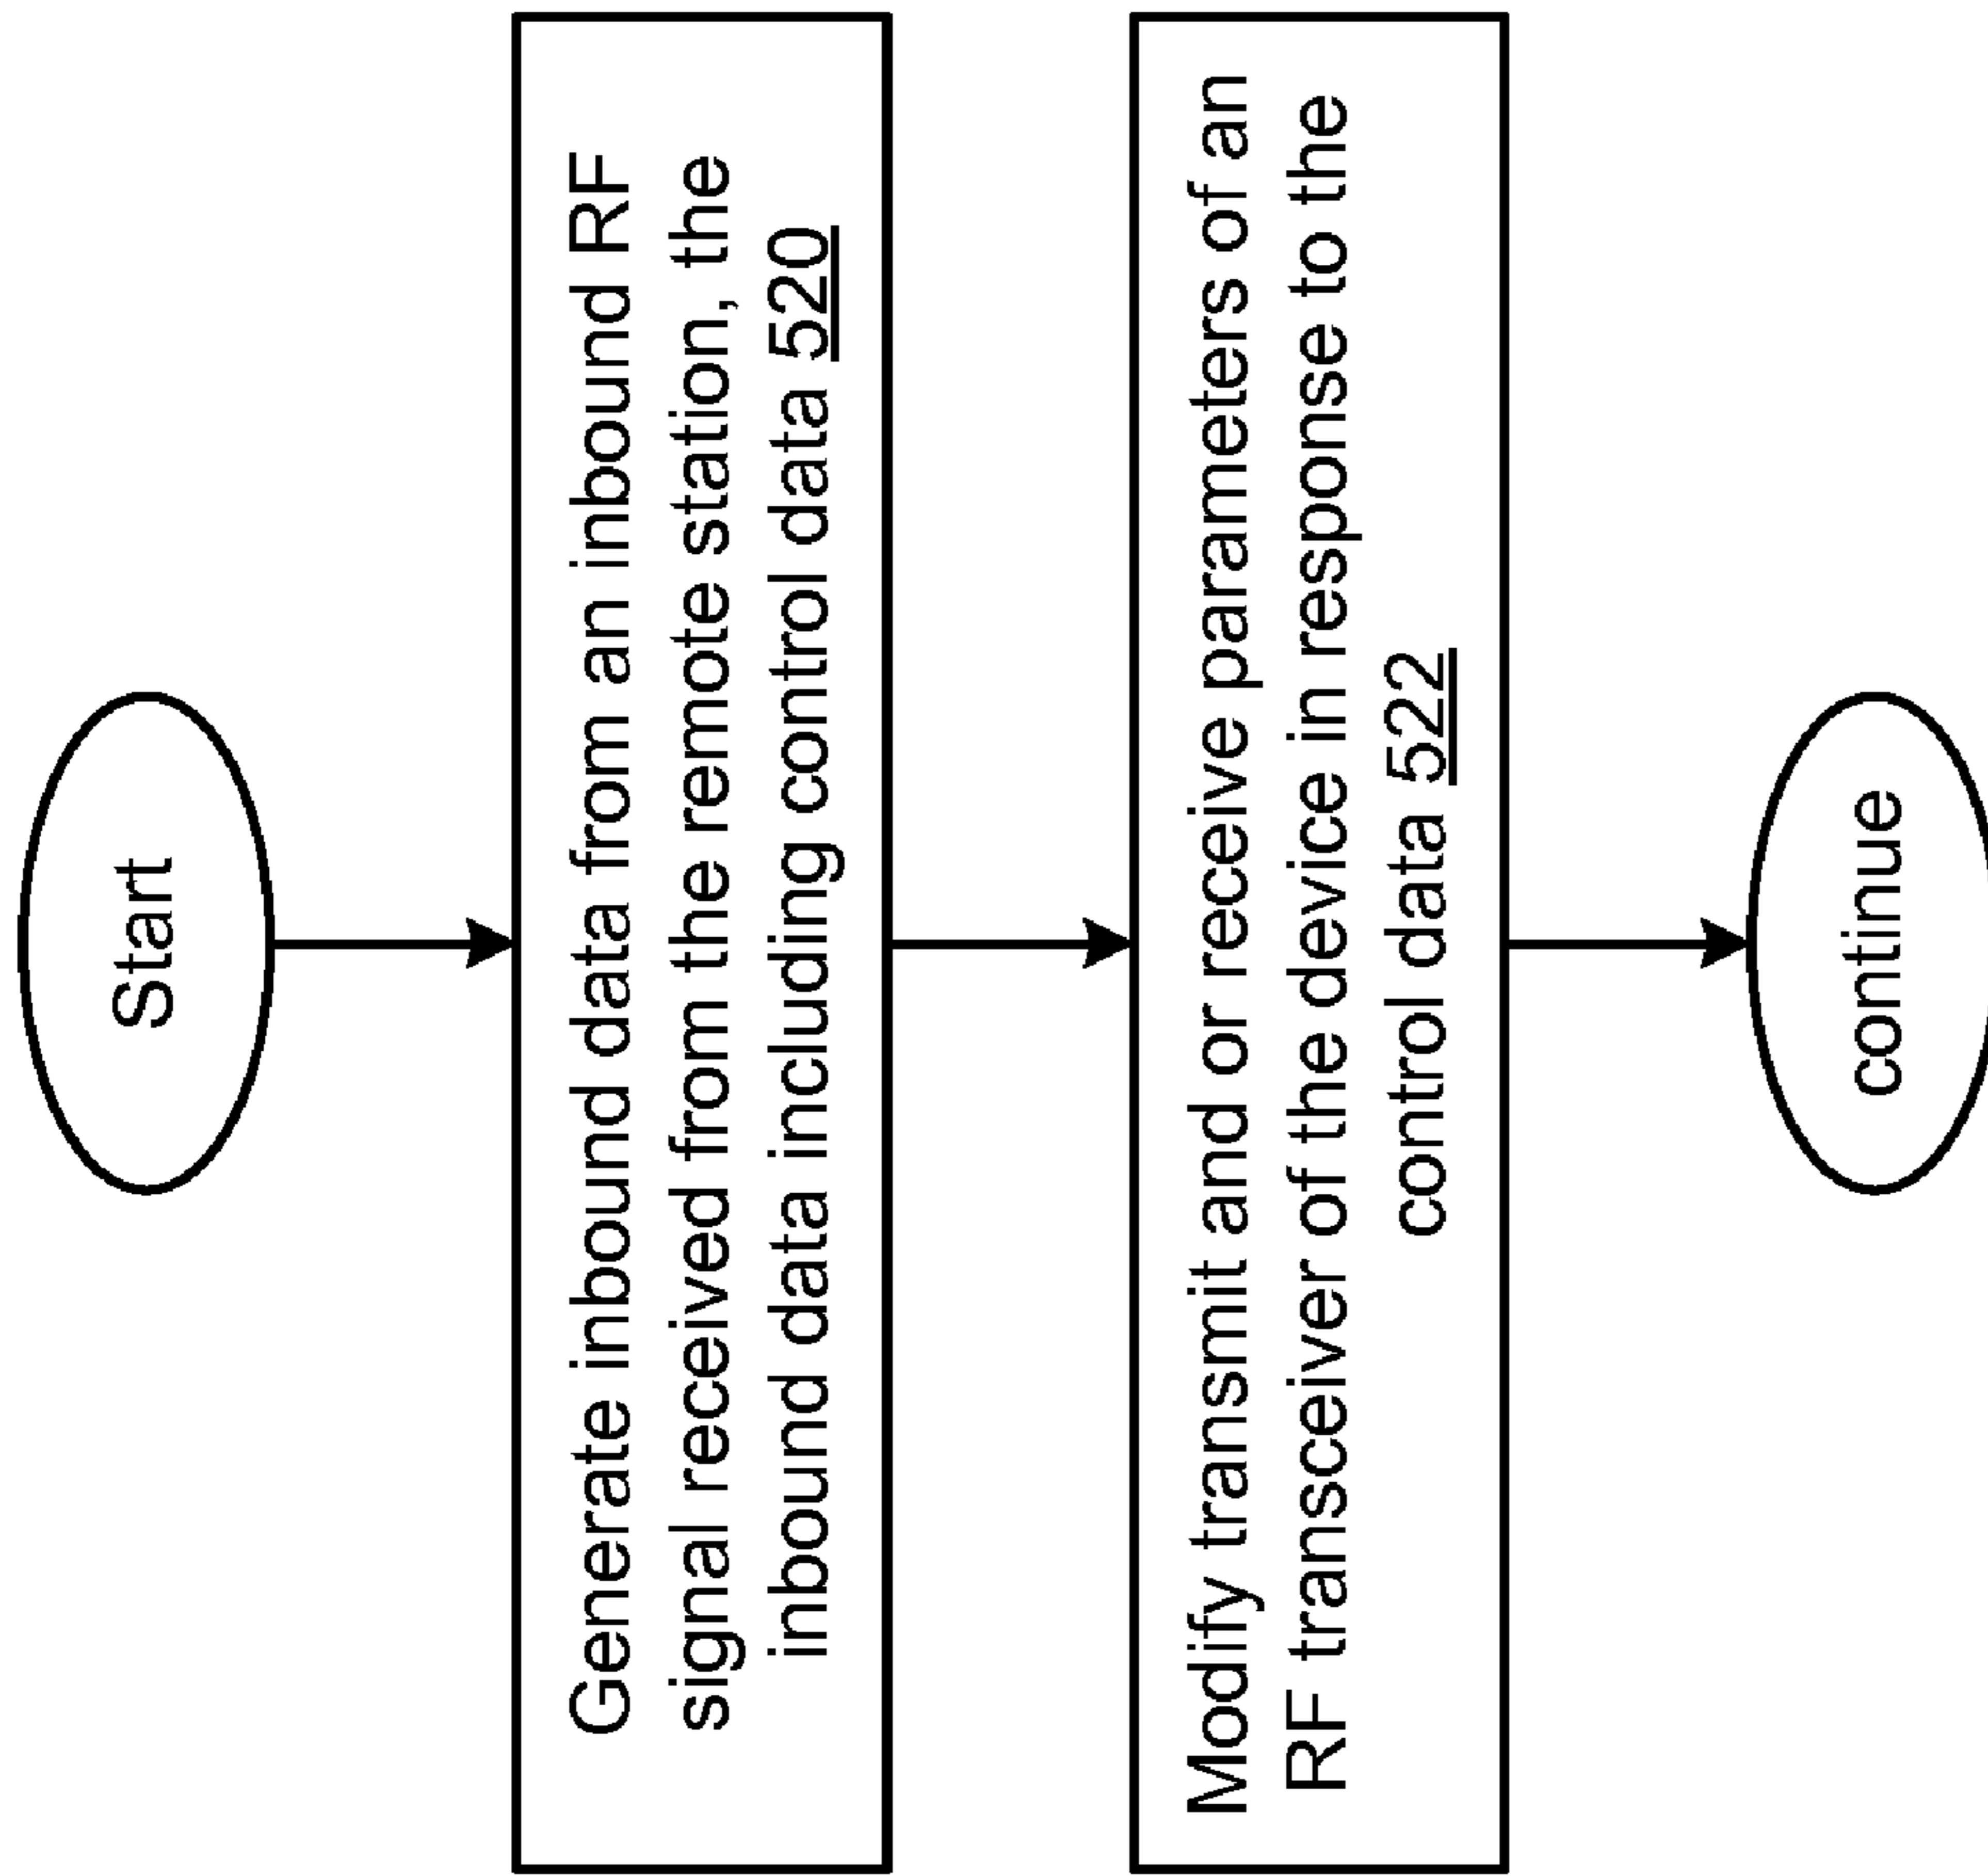 Start
Generate inbound data from an inbound RF
signal received from the remote station, the
inbound data including control data 520
Modify transmit and or receive parameters of an
RF transceiver of the device in response to the
control data 522
continue